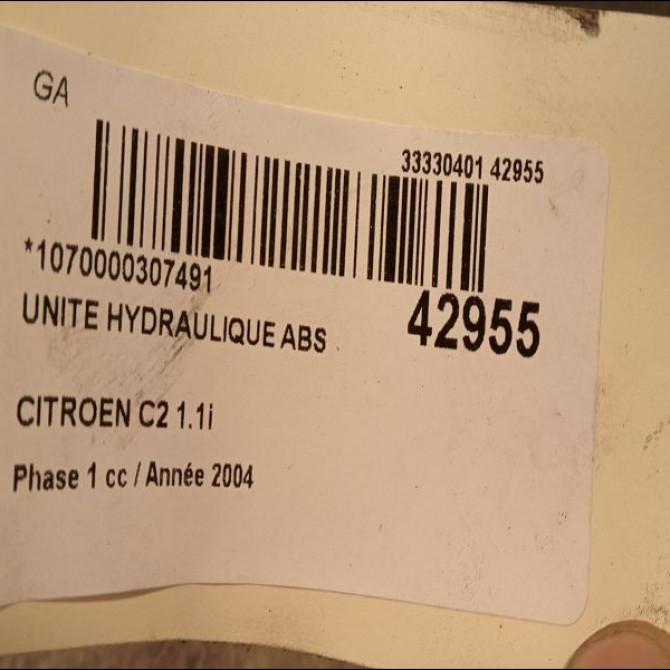 GA
33330401 42955
*1070000307491
42955
UNITE HYDRAULIQUE ABS
CITROEN C2 1.1i
Phase 1 cc / Année 2004